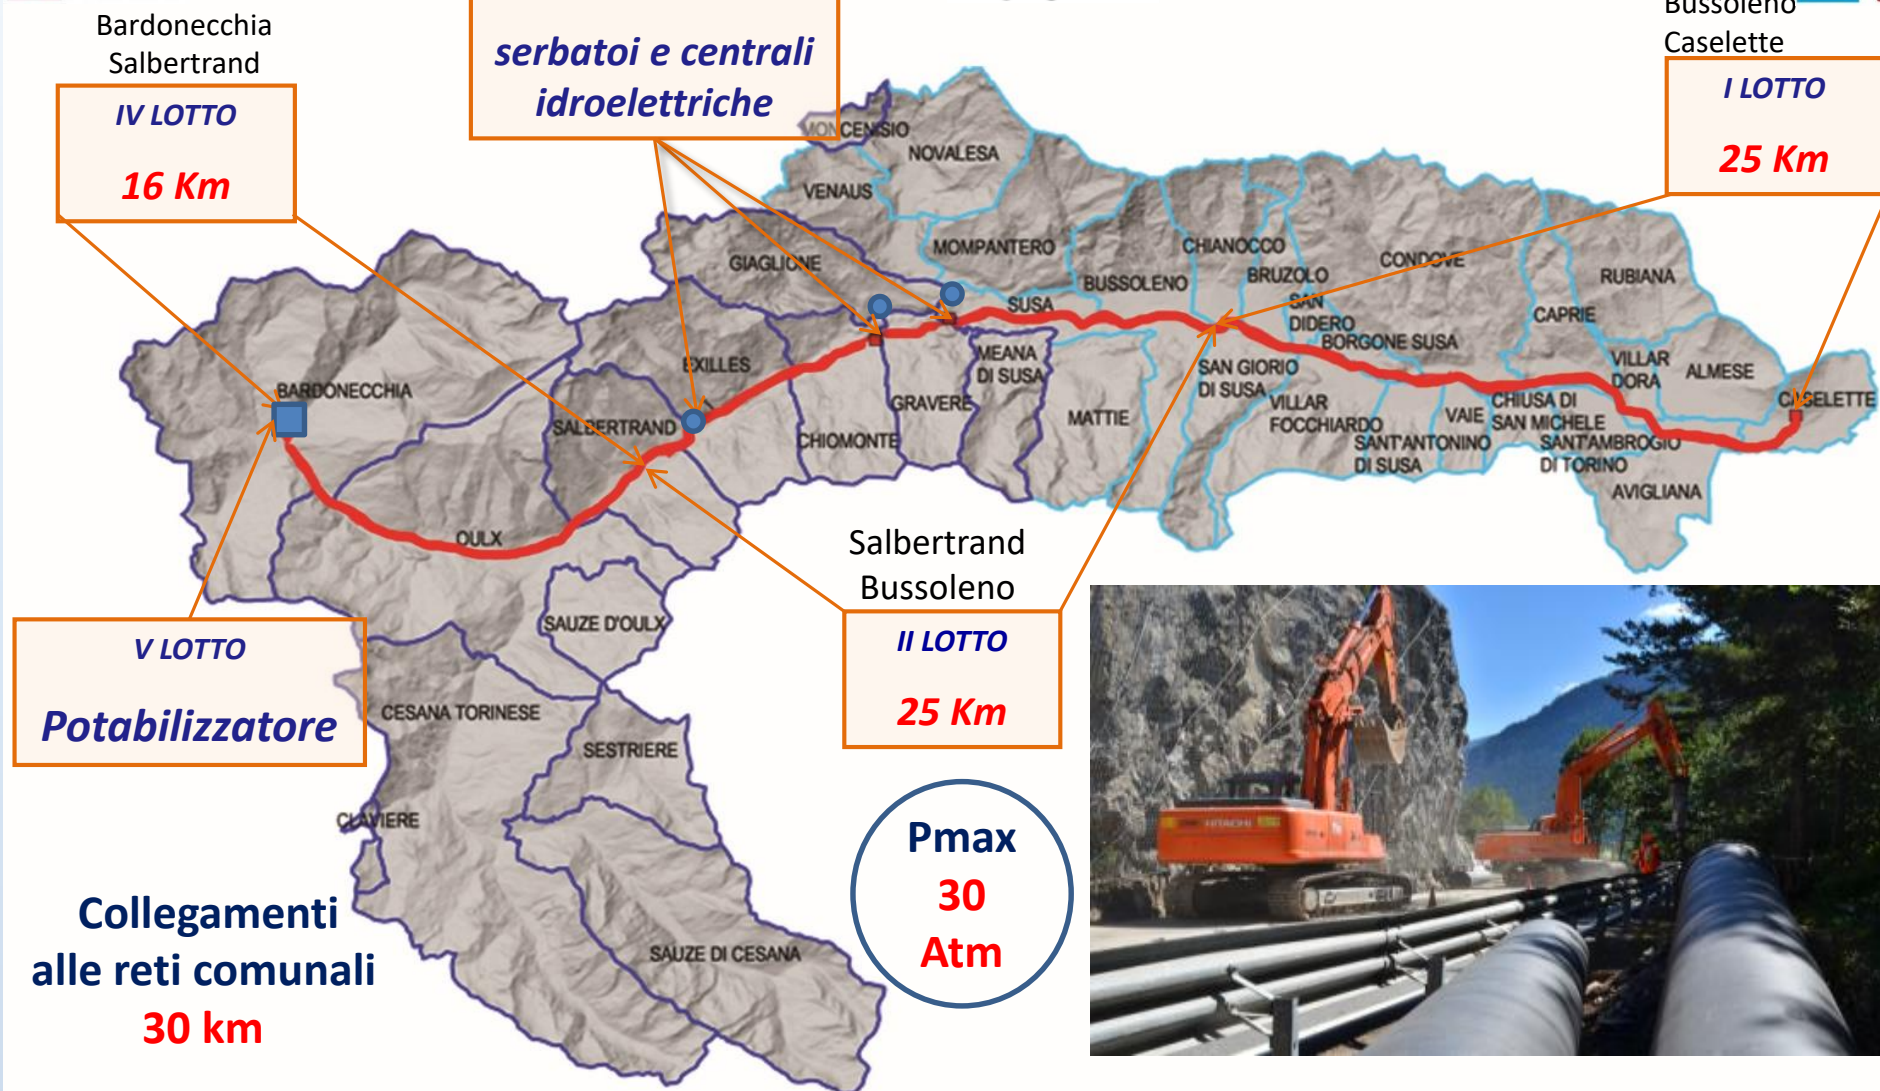 Bardonecchia
Salbertrand
IV LOTTO
16 Km
serbatoi e centrali
idroelettriche
Bussoleno
Caselette
I LOTTO
25 Km
MONCENISIO
NOVALESA
VENAUS
MOMPANTERO
GIAGLIONE
CHIANOCCO
CONDOVE
BRUZOLO
RUBIANA
BUSSOLENO
SUSA
SAN
DIDERO
CAPRIE
BORGONE SUSA
EXILLES
MEANA
DI SUSA
SAN GIORIO
DI SUSA
VILLAR
DORA
ALMESE
BARDONECCHIA
GRAVERE
MATTIE
VILLAR
FOCCHIARDO
VAIE
CHIUSA DI
SAN MICHELE
CASELETTE
SALBERTRAND
CHIOMONTE
SANT'ANTONINO
DI SUSA
SANT'AMBROGIO
DI TORINO
AVIGLIANA
OULX
Salbertrand
Bussoleno
II LOTTO
25 Km
V LOTTO
Potabilizzatore
SAUZE D'OULX
CESANA TORINESE
SESTRIERE
CLAVIERE
SAUZE DI CESANA
Pmax
30
Atm
Collegamenti
alle reti comunali
30 km
HITACHI